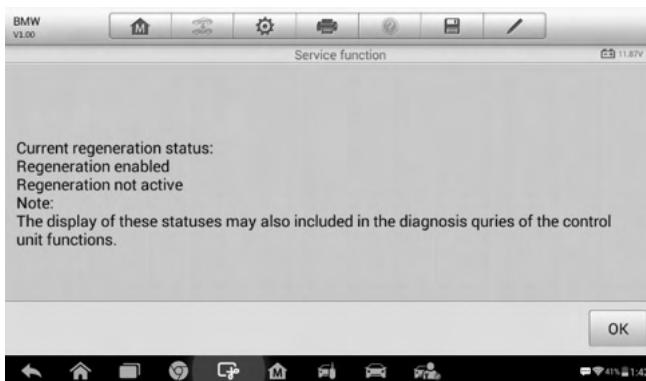 BMW
V1.00
Service function
11.87V
Current regeneration status:
Regeneration enabled
Regeneration not active
Note:
The display of these statuses may also included in the diagnosis quries of the control
unit functions.
OK
41%